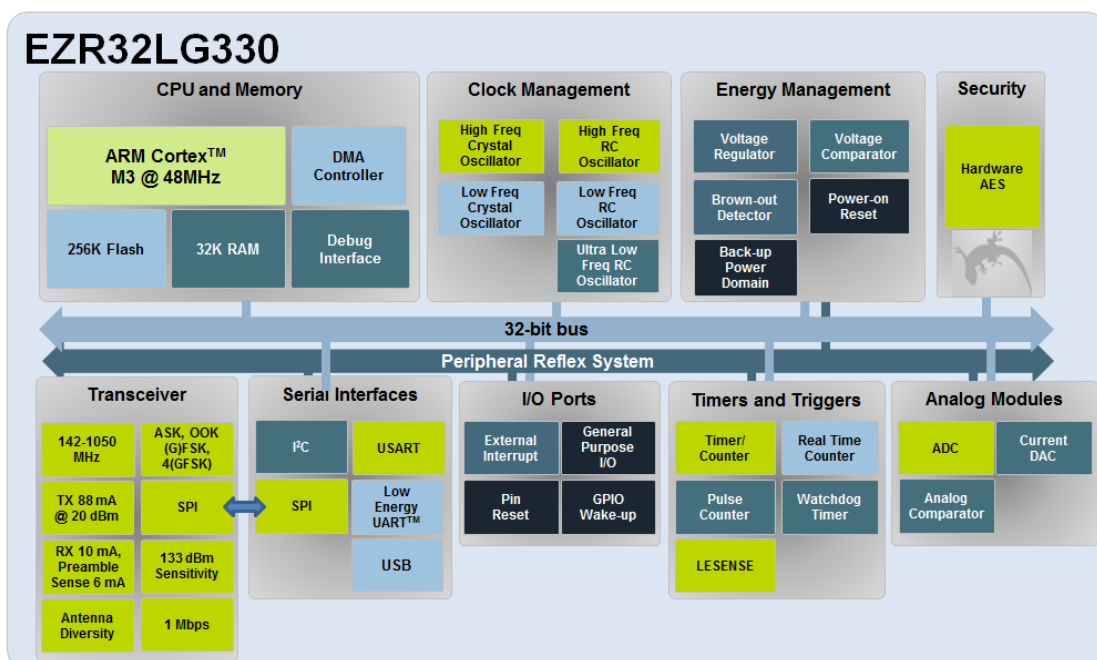 EZR32LG330
CPU and Memory
ARM Cortex™
M3 @ 48MHz
DMA
Controller
256K Flash
32K RAM
Debug
Interface
Clock Management
High Freq
Crystal
Oscillator
High Freq
RC
Oscillator
Low Freq
Crystal
Oscillator
Low Freq
RC
Oscillator
Ultra Low
Freq RC
Oscillator
Energy Management
Voltage
Regulator
Voltage
Comparator
Brown-out
Detector
Power-on
Reset
Back-up
Power
Domain
Security
Hardware
AES
32-bit bus
Peripheral Reflex System
Transceiver
142-1050
MHz
ASK, OOK
(G)FSK,
4(GFSK)
TX 88 mA
@ 20 dBm
SPI
RX 10 mA,
Preamble
Sense 6 mA
133 dBm
Sensitivity
Antenna
Diversity
1 Mbps
Serial Interfaces
I²C
USART
SPI
Low
Energy
UART™
USB
I/O Ports
External
Interrupt
General
Purpose
I/O
Pin
Reset
GPIO
Wake-up
Timers and Triggers
Timer/
Counter
Real Time
Counter
Pulse
Counter
Watchdog
Timer
LESENSE
Analog Modules
ADC
Current
DAC
Analog
Comparator